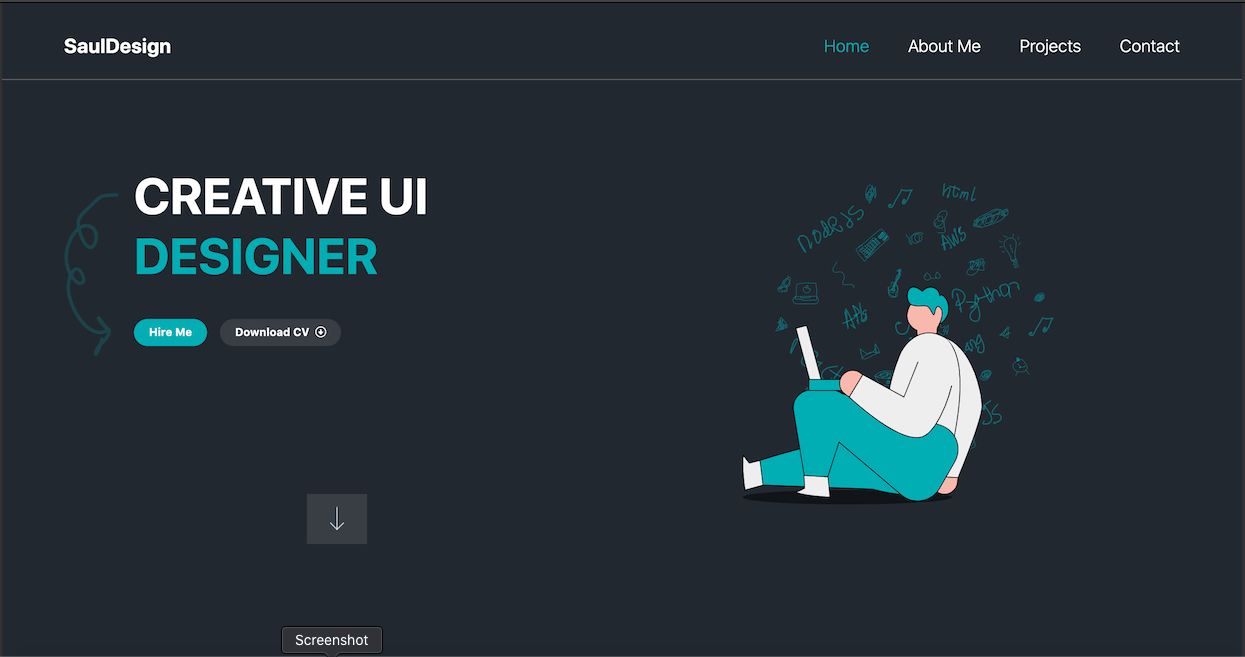 SaulDesign
Home
About Me
Projects
Contact
CREATIVE UI
DESIGNER
Hire Me
Download CV
Html
nodeJS
AWS
Python
APIs
JS
Screenshot